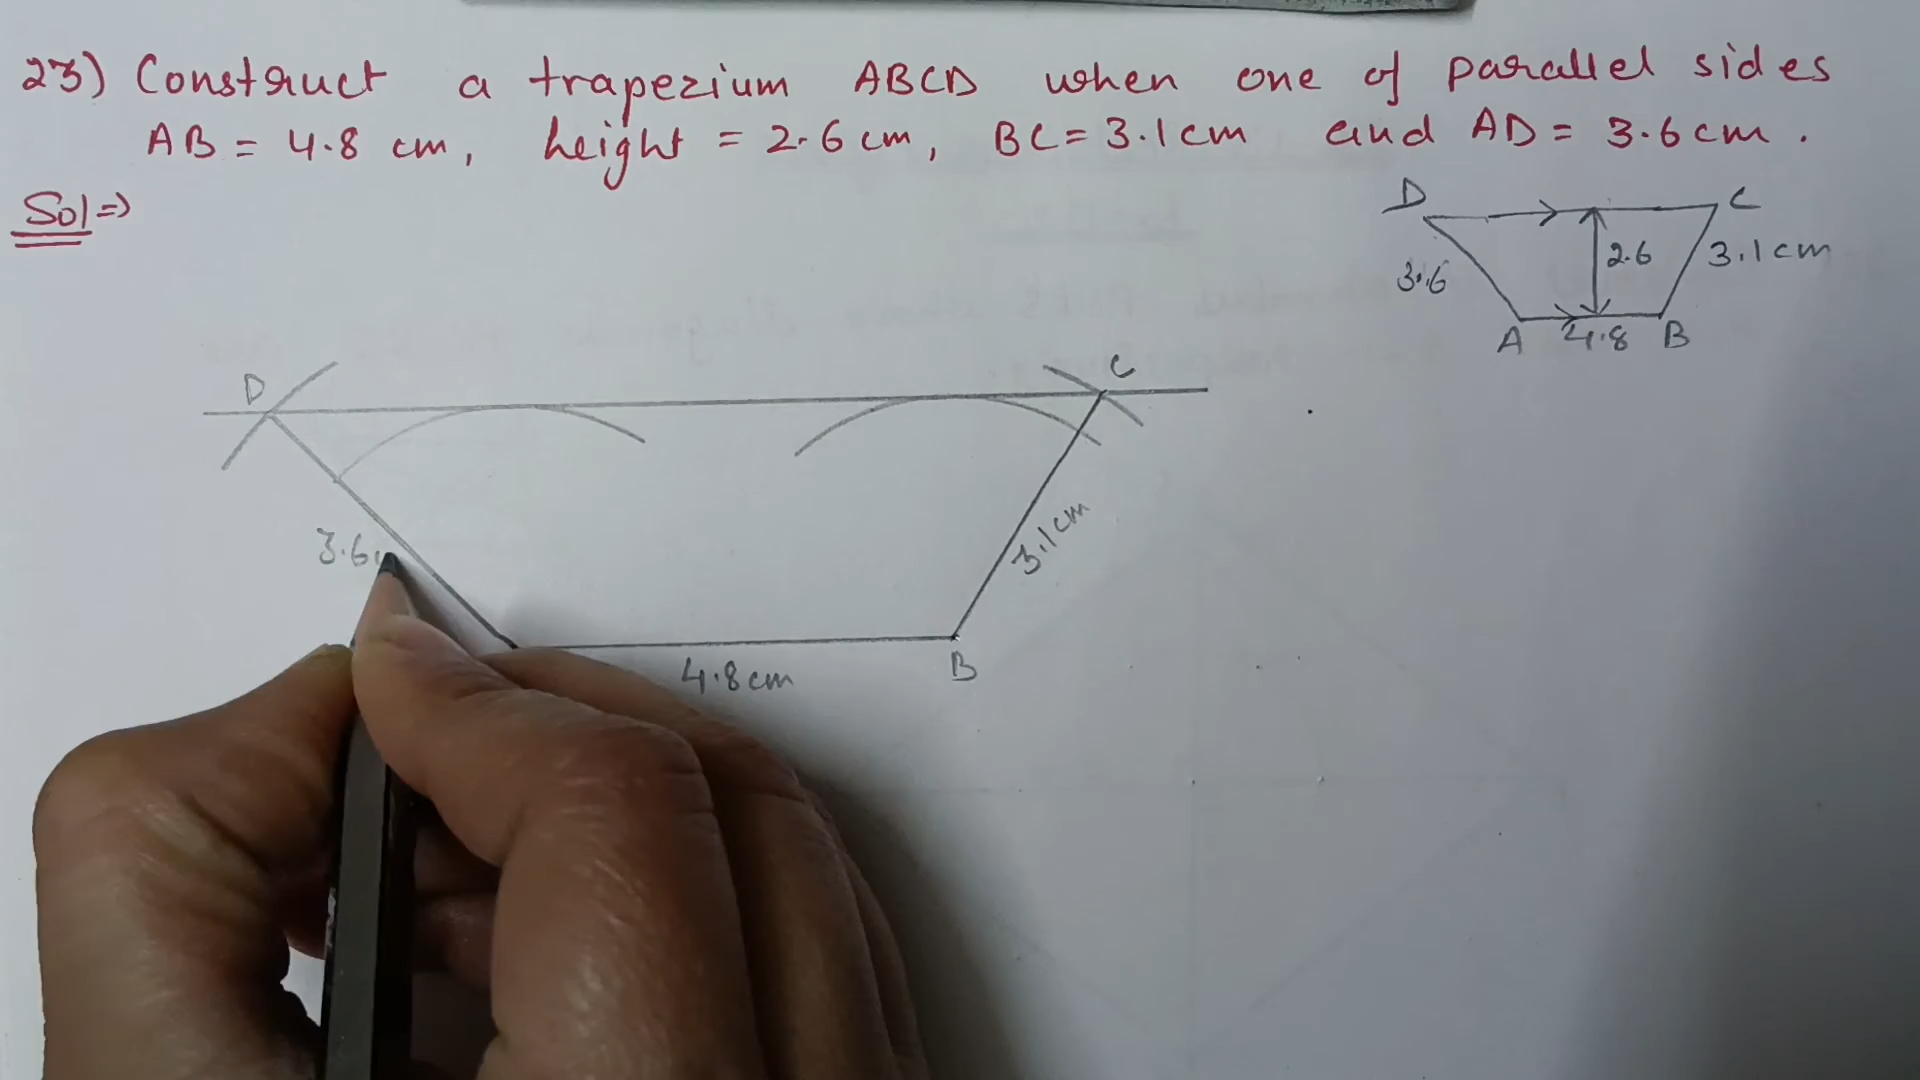 23) Construct a trapezium ABCD when one of parallel sides
AB = 4.8 cm, height = 2.6 cm, BC = 3.1 cm and AD = 3.6 cm.
Sol ⇒
D C
3.6 2.6 3.1 cm
A 4.8 B
D C
3.6
3.1 cm
4.8 cm B